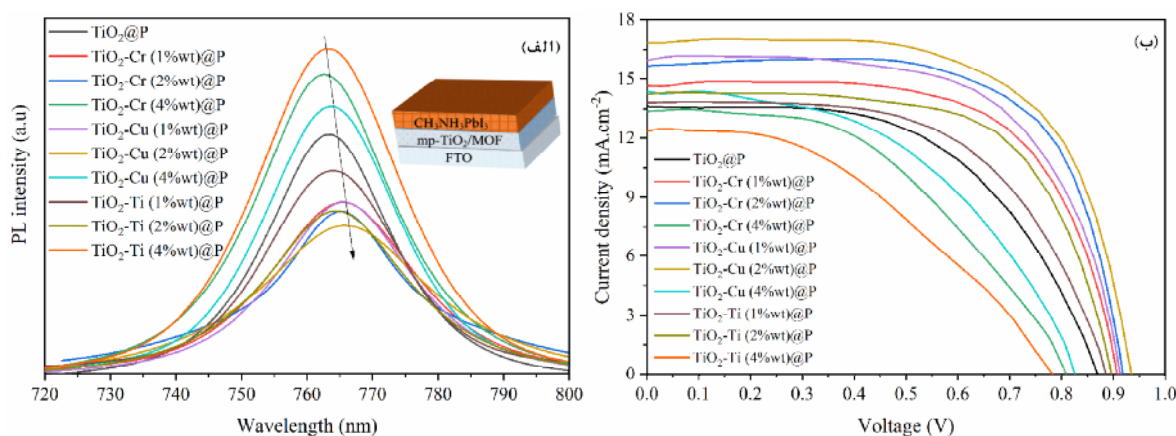 (الف)
TiO₂@P
TiO₂-Cr (1%wt)@P
TiO₂-Cr (2%wt)@P
TiO₂-Cr (4%wt)@P
TiO₂-Cu (1%wt)@P
TiO₂-Cu (2%wt)@P
TiO₂-Cu (4%wt)@P
TiO₂-Ti (1%wt)@P
TiO₂-Ti (2%wt)@P
TiO₂-Ti (4%wt)@P
CH₃NH₃PbI₃
mp-TiO₂/MOF
FTO
PL intensity (a.u)
720 730 740 750 760 770 780 790 800
Wavelength (nm)
(ب)
18
15
12
9
6
3
0
Current density (mA.cm⁻²)
TiO₂@P
TiO₂-Cr (1%wt)@P
TiO₂-Cr (2%wt)@P
TiO₂-Cr (4%wt)@P
TiO₂-Cu (1%wt)@P
TiO₂-Cu (2%wt)@P
TiO₂-Cu (4%wt)@P
TiO₂-Ti (1%wt)@P
TiO₂-Ti (2%wt)@P
TiO₂-Ti (4%wt)@P
0.0 0.1 0.2 0.3 0.4 0.5 0.6 0.7 0.8 0.9 1.0
Voltage (V)